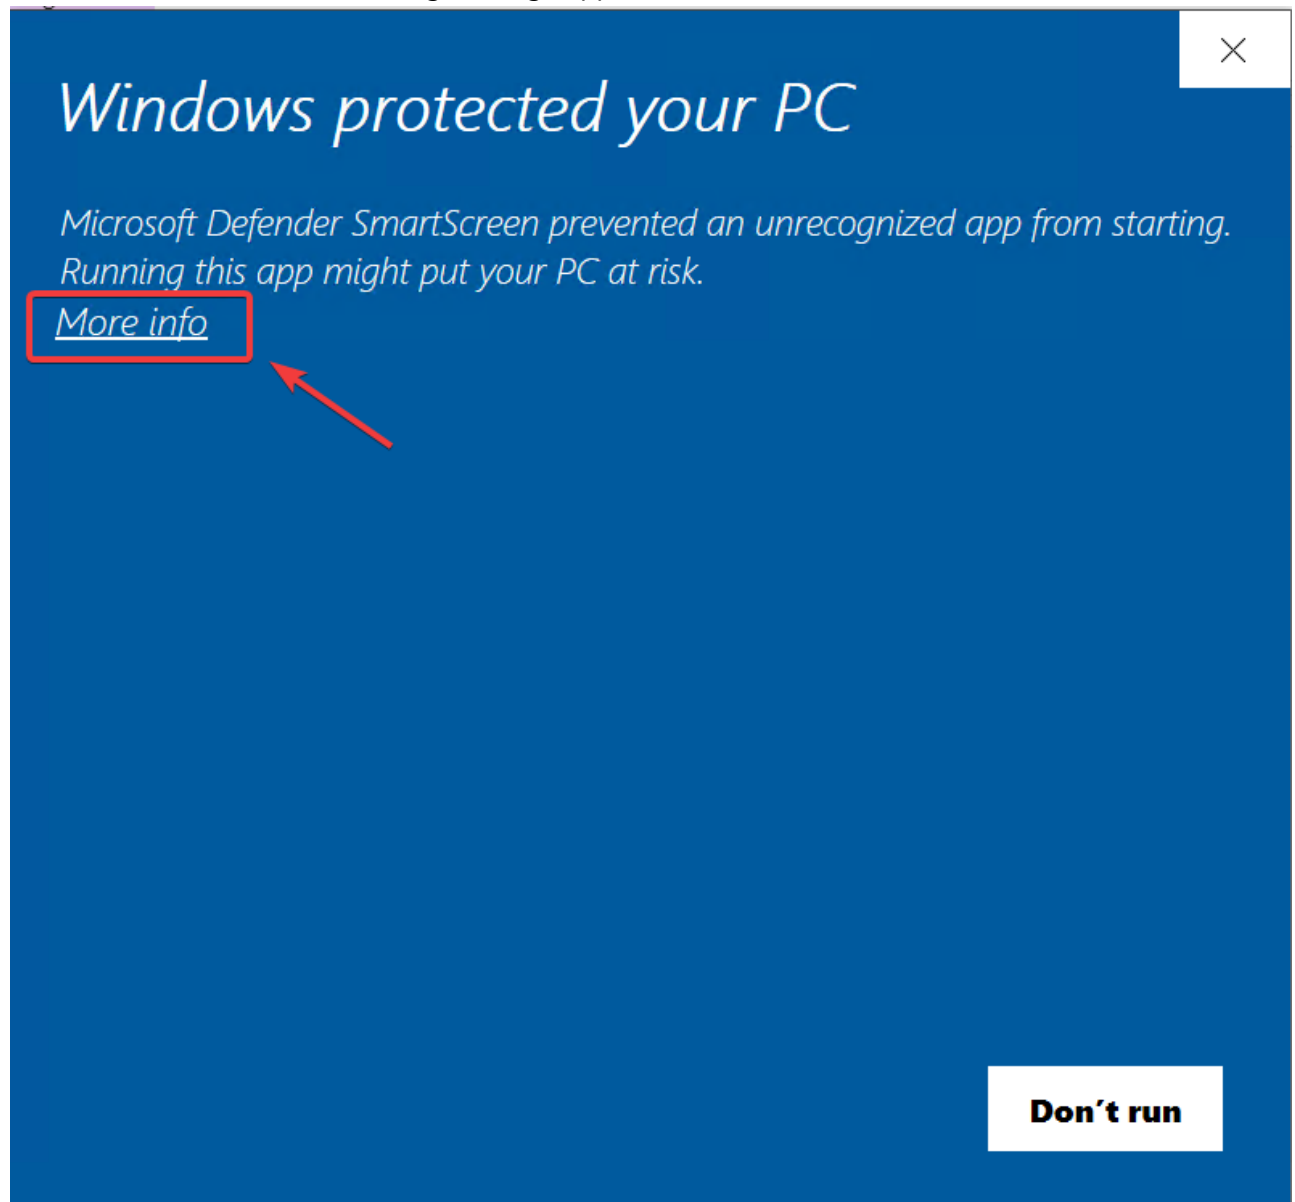 Windows protected your PC
Microsoft Defender SmartScreen prevented an unrecognized app from starting.
Running this app might put your PC at risk.
More info
Don't run